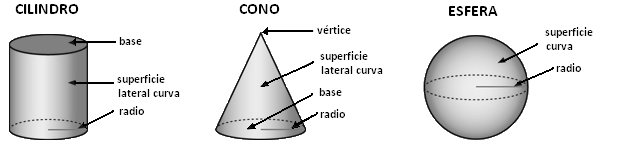 CILINDRO
base
superficie
lateral curva
radio
CONO
vértice
superficie
lateral curva
base
radio
ESFERA
superficie
curva
radio